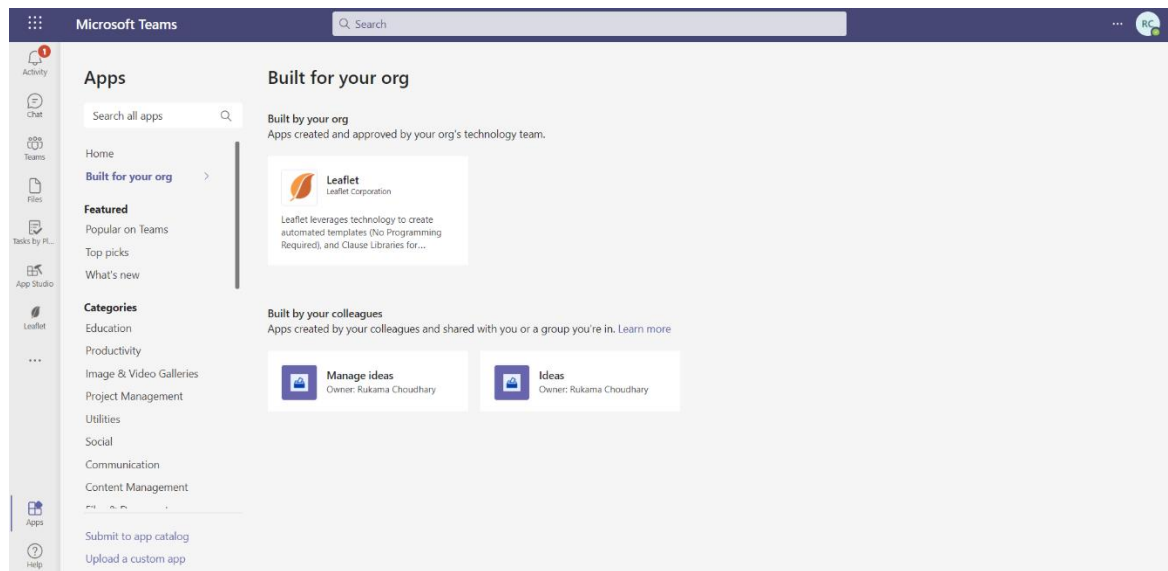 Microsoft Teams
Search
RC
1
Activity
Chat
Teams
Files
Tasks by Pl...
App Studio
Leaflet
Apps
Help
Apps
Search all apps
Home
Built for your org
Featured
Popular on Teams
Top picks
What's new
Categories
Education
Productivity
Image & Video Galleries
Project Management
Utilities
Social
Communication
Content Management
Submit to app catalog
Upload a custom app
Built for your org
Built by your org
Apps created and approved by your org's technology team.
Leaflet
Leaflet Corporation
Leaflet leverages technology to create
automated templates (No Programming
Required), and Clause Libraries for...
Built by your colleagues
Apps created by your colleagues and shared with you or a group you're in. Learn more
Manage ideas
Owner: Rukama Choudhary
Ideas
Owner: Rukama Choudhary